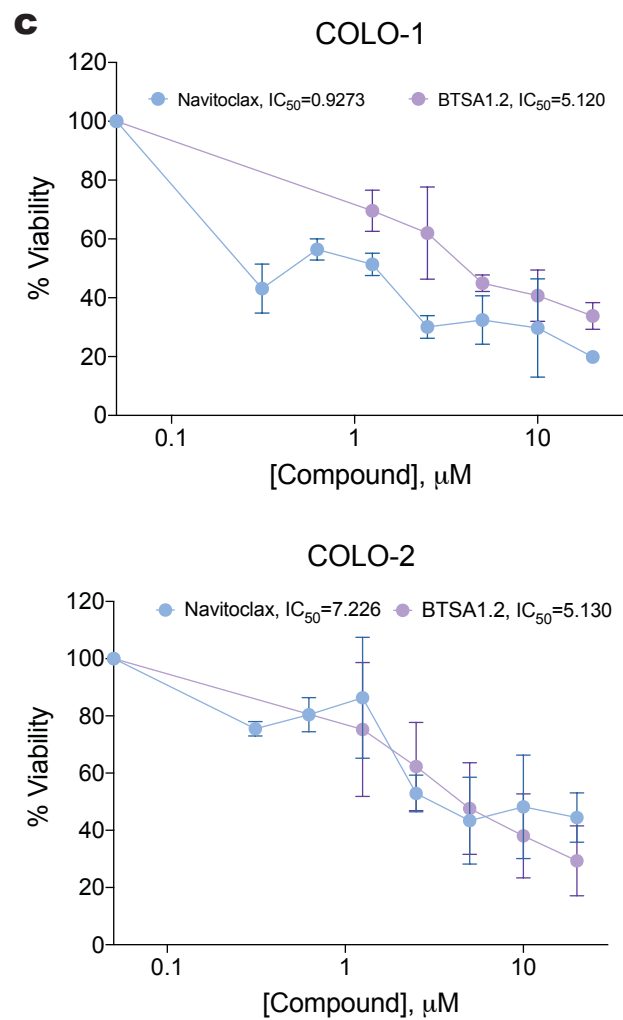 c
COLO-1
Navitoclax, IC50=0.9273
BTSA1.2, IC50=5.120
% Viability
120
100
80
60
40
20
0
0.1
1
10
[Compound], μM
COLO-2
Navitoclax, IC50=7.226
BTSA1.2, IC50=5.130
% Viability
120
100
80
60
40
20
0
0.1
1
10
[Compound], μM